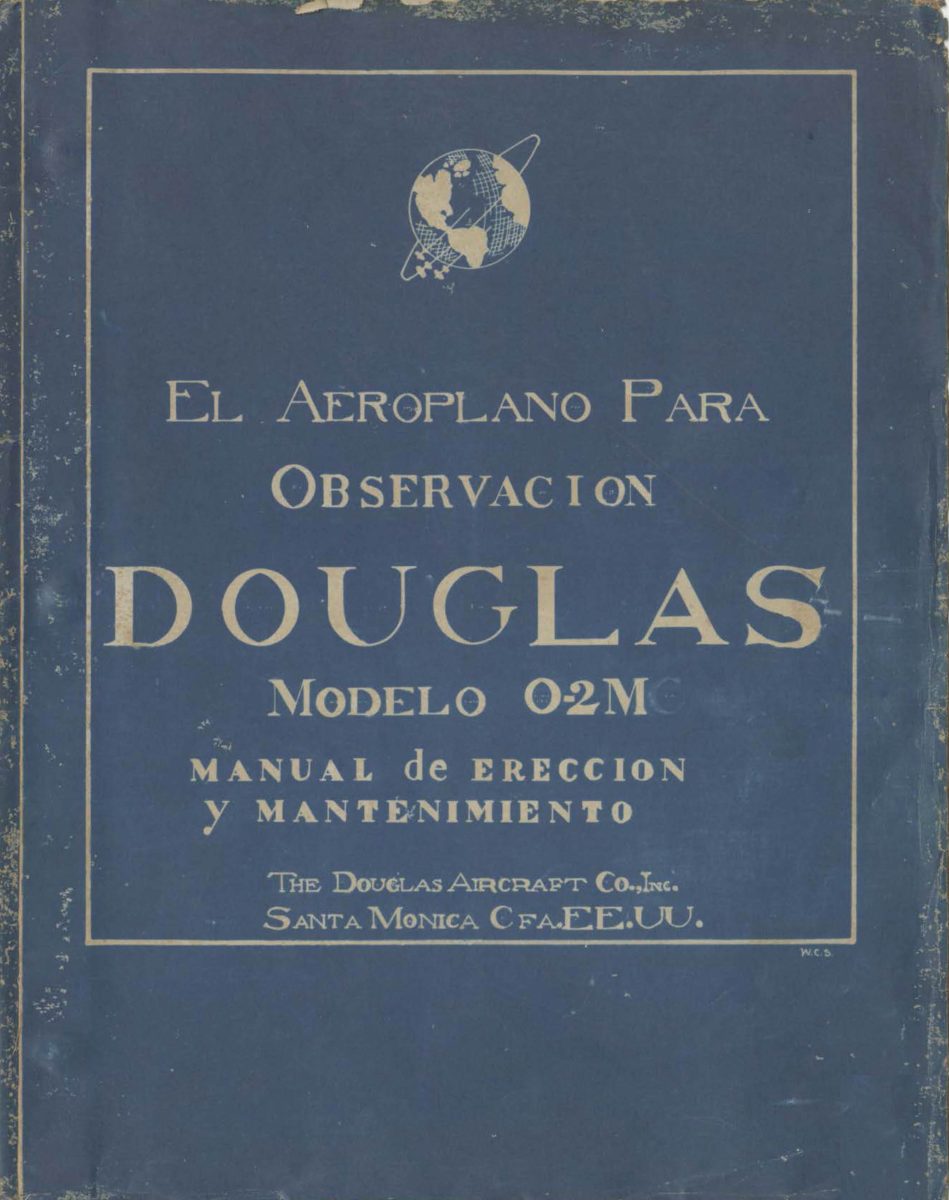 EL AEROPLANO PARA
OBSERVACION
DOUGLAS
MODELO O-2M
MANUAL de ERECCION
y MANTENIMIENTO
THE DOUGLAS AIRCRAFT CO., INC.
SANTA MONICA CFA. EE.UU.
W.C.S.